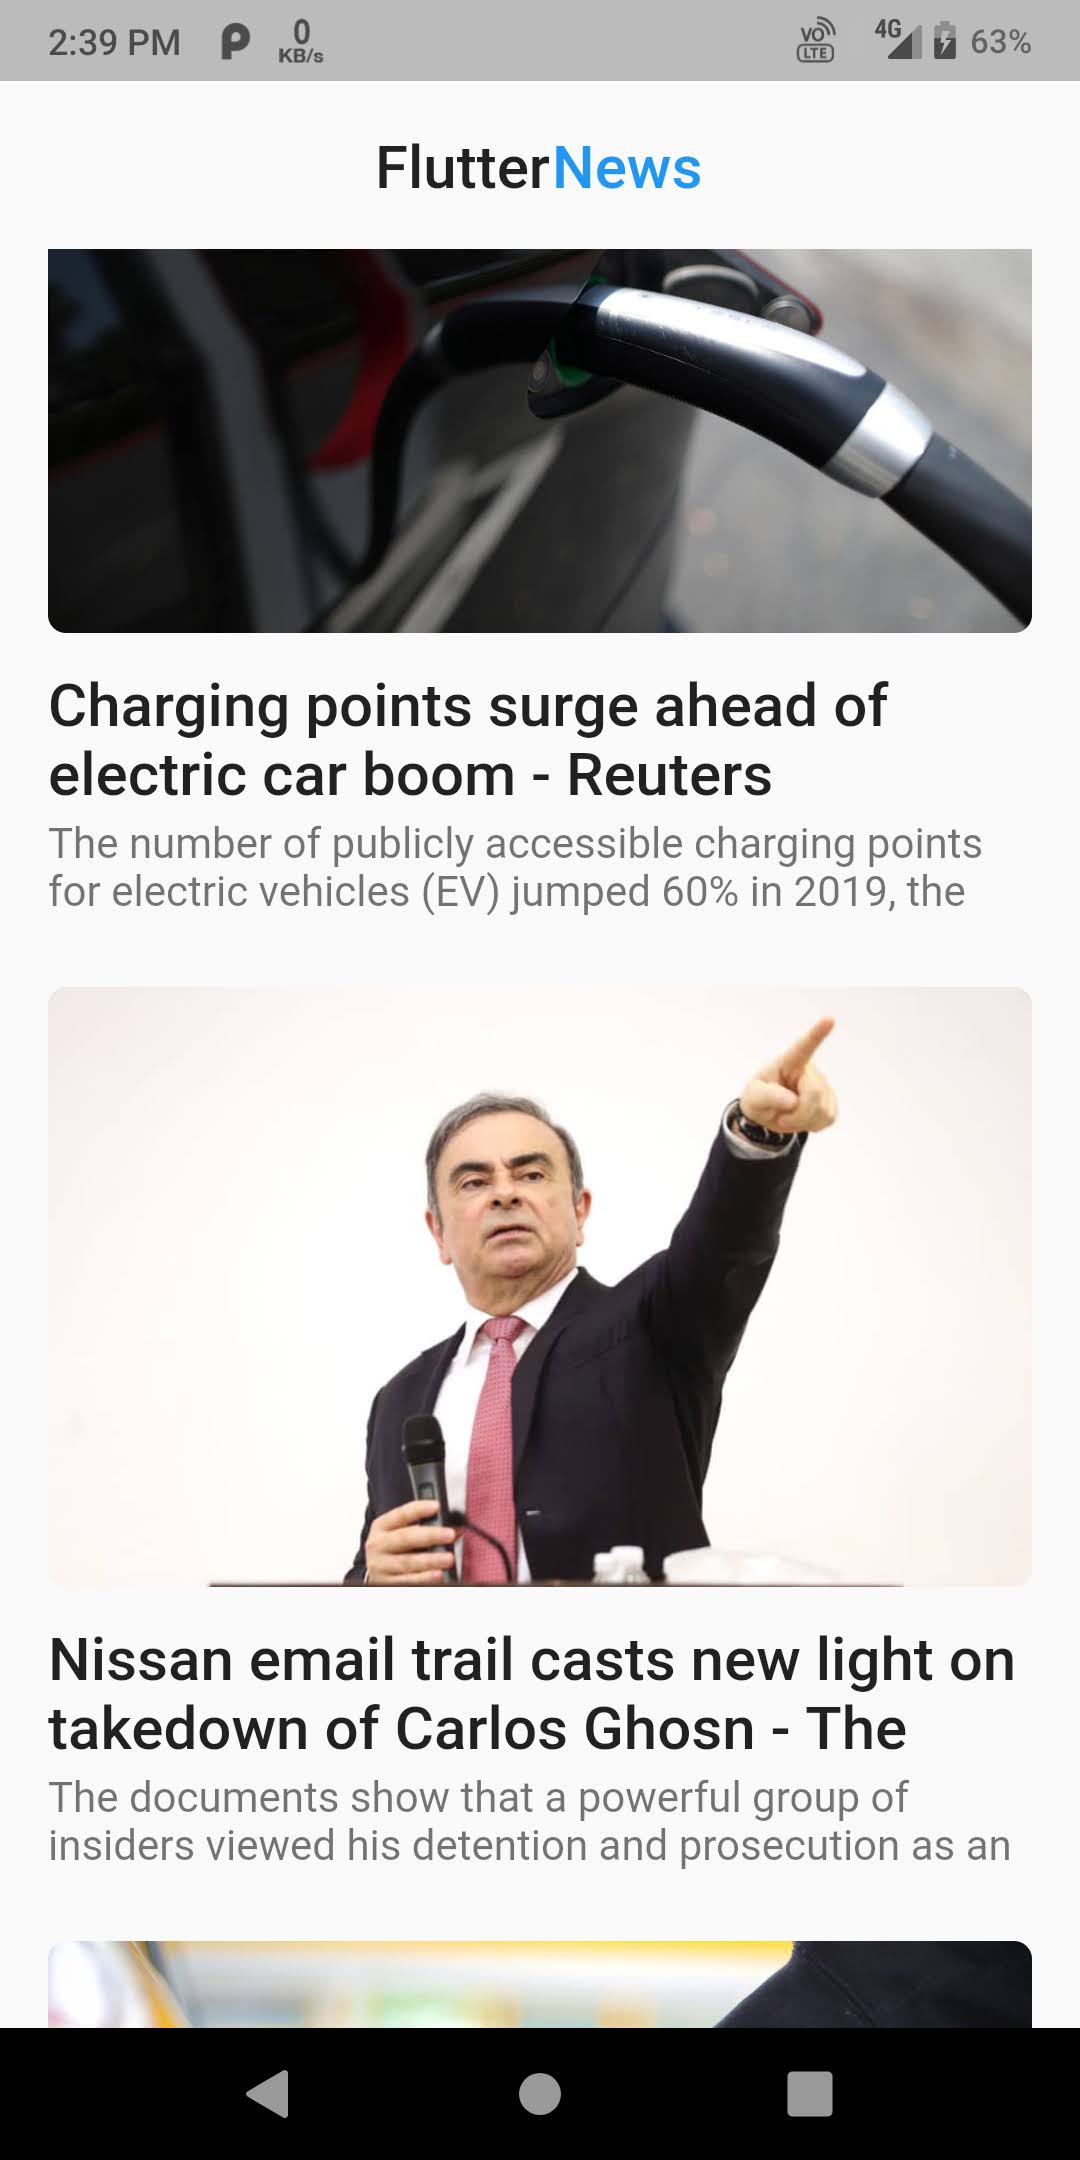 2:39 PM 0 KB/s VO LTE 4G 63%
FlutterNews
Charging points surge ahead of
electric car boom - Reuters
The number of publicly accessible charging points
for electric vehicles (EV) jumped 60% in 2019, the
Nissan email trail casts new light on
takedown of Carlos Ghosn - The
The documents show that a powerful group of
insiders viewed his detention and prosecution as an